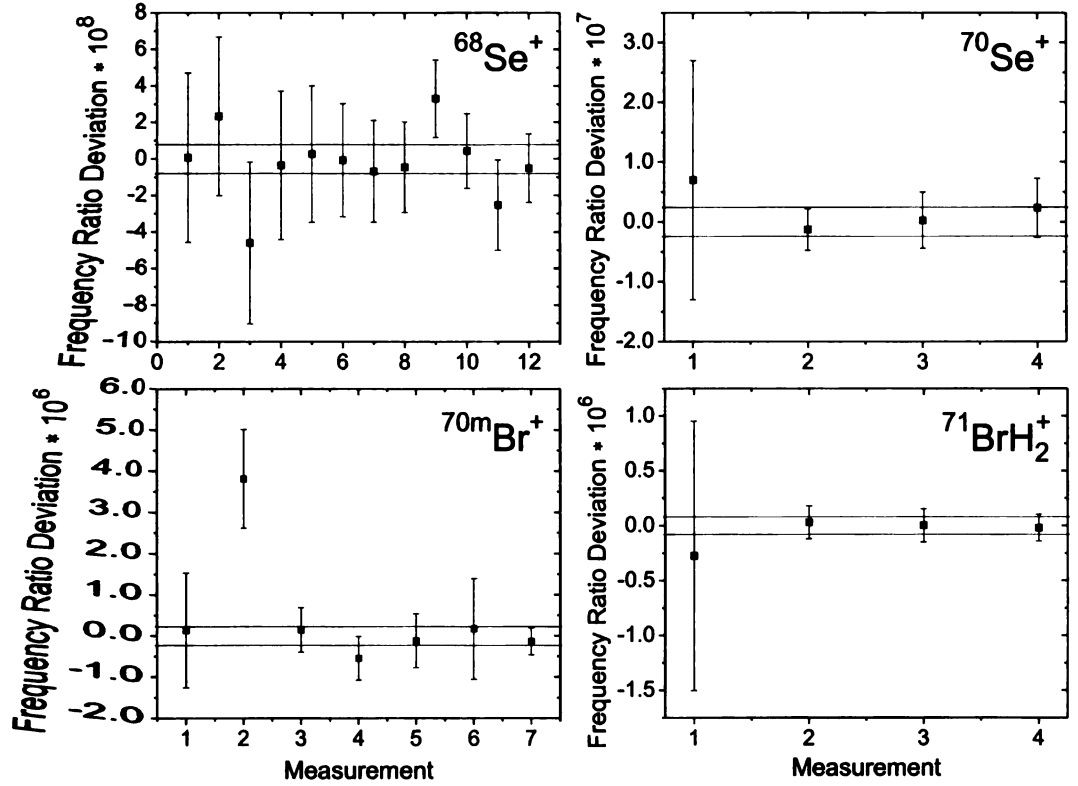 Frequency Ratio Deviation * 10^8
8
6
4
2
0
-2
-4
-6
-8
-10
68Se+
0 2 4 6 8 10 12
Frequency Ratio Deviation * 10^7
3.0
2.0
1.0
0.0
-1.0
-2.0
70Se+
1 2 3 4
Frequency Ratio Deviation * 10^6
6.0
5.0
4.0
3.0
2.0
1.0
0.0
-1.0
-2.0
70mBr+
1 2 3 4 5 6 7
Measurement
Frequency Ratio Deviation * 10^6
1.0
0.5
0.0
-0.5
-1.0
-1.5
71BrH2+
1 2 3 4
Measurement